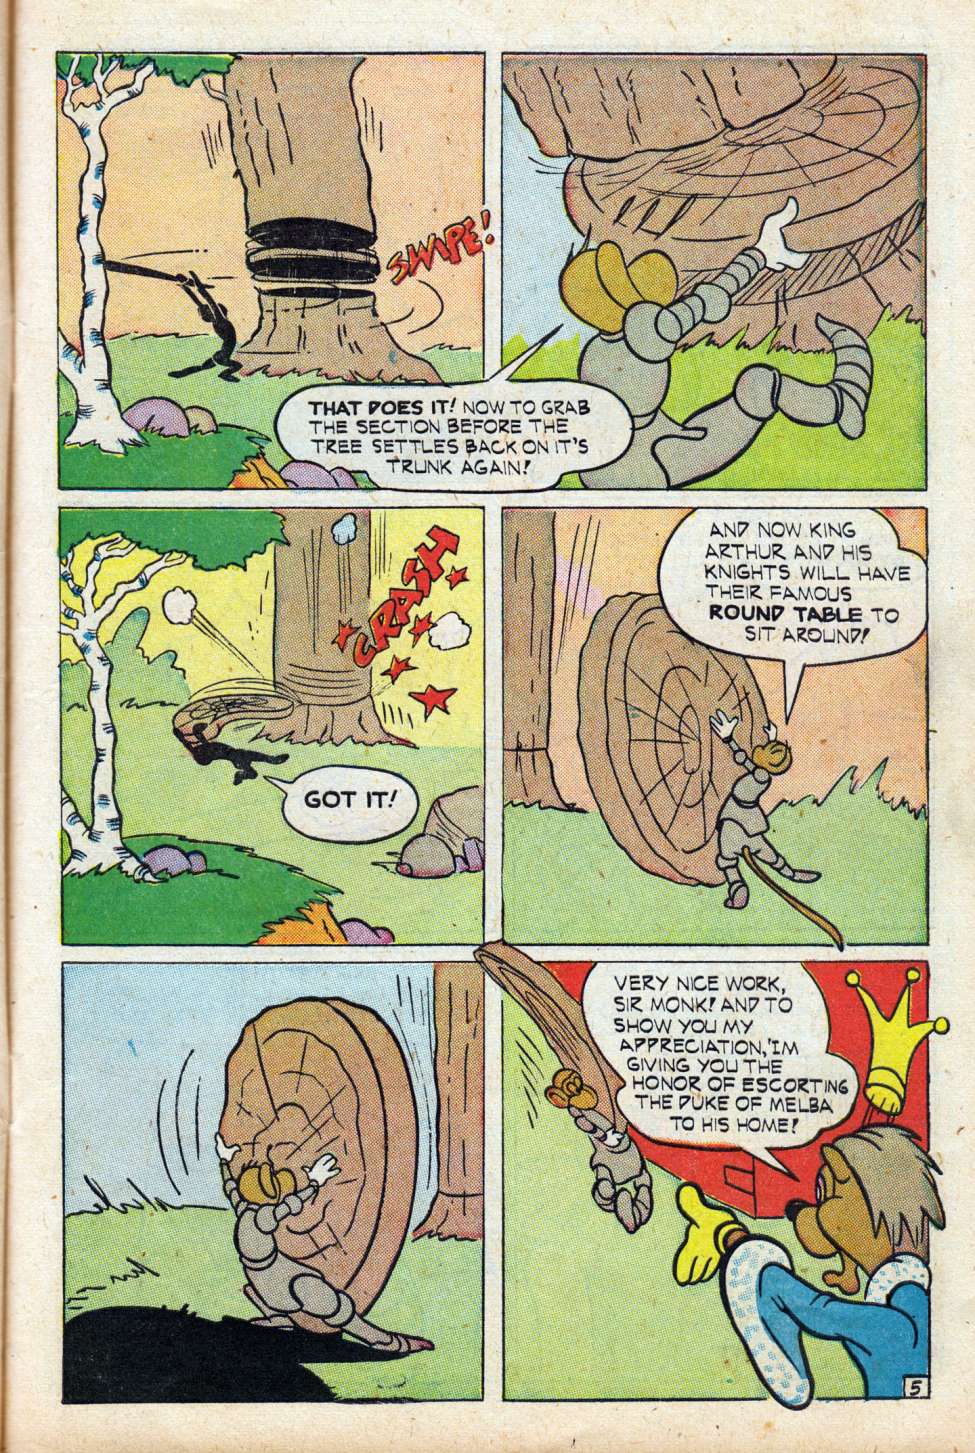 SWIPE!
THAT DOES IT! NOW TO GRAB
THE SECTION BEFORE THE
TREE SETTLES BACK ON IT'S
TRUNK AGAIN!
CRASH
GOT IT!
AND NOW KING
ARTHUR AND HIS
KNIGHTS WILL HAVE
THEIR FAMOUS
ROUND TABLE TO
SIT AROUND!
VERY NICE WORK,
SIR MONK! AND TO
SHOW YOU MY
APPRECIATION, 'IM
GIVING YOU THE
HONOR OF ESCORTING
THE DUKE OF MELBA
TO HIS HOME!
5